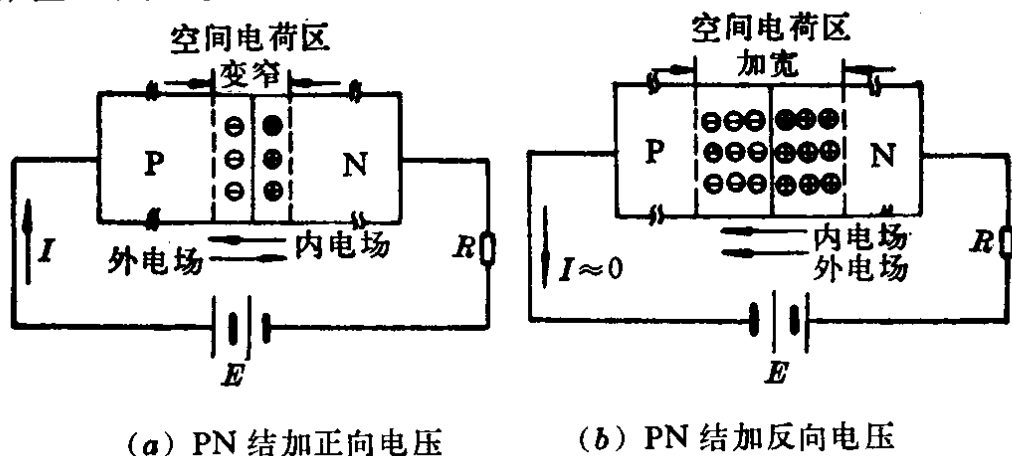 空间电荷区
变窄
P
N
I
外电场
内电场
R
E
(a) PN 结加正向电压
空间电荷区
加宽
P
N
I≈0
内电场
外电场
R
E
(b) PN 结加反向电压